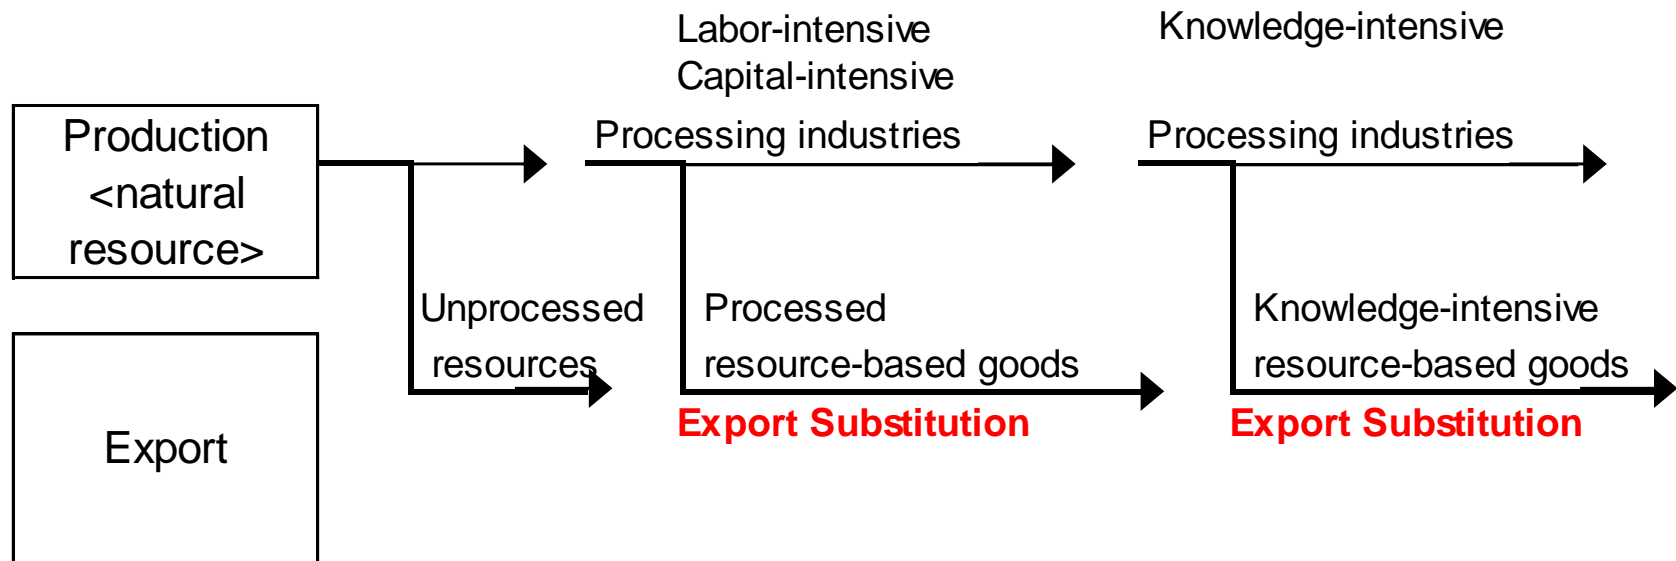 Labor-intensive
Capital-intensive
Knowledge-intensive
Production
<natural
resource>
Processing industries
Processing industries
Unprocessed
resources
Processed
resource-based goods
Knowledge-intensive
resource-based goods
Export Substitution
Export Substitution
Export